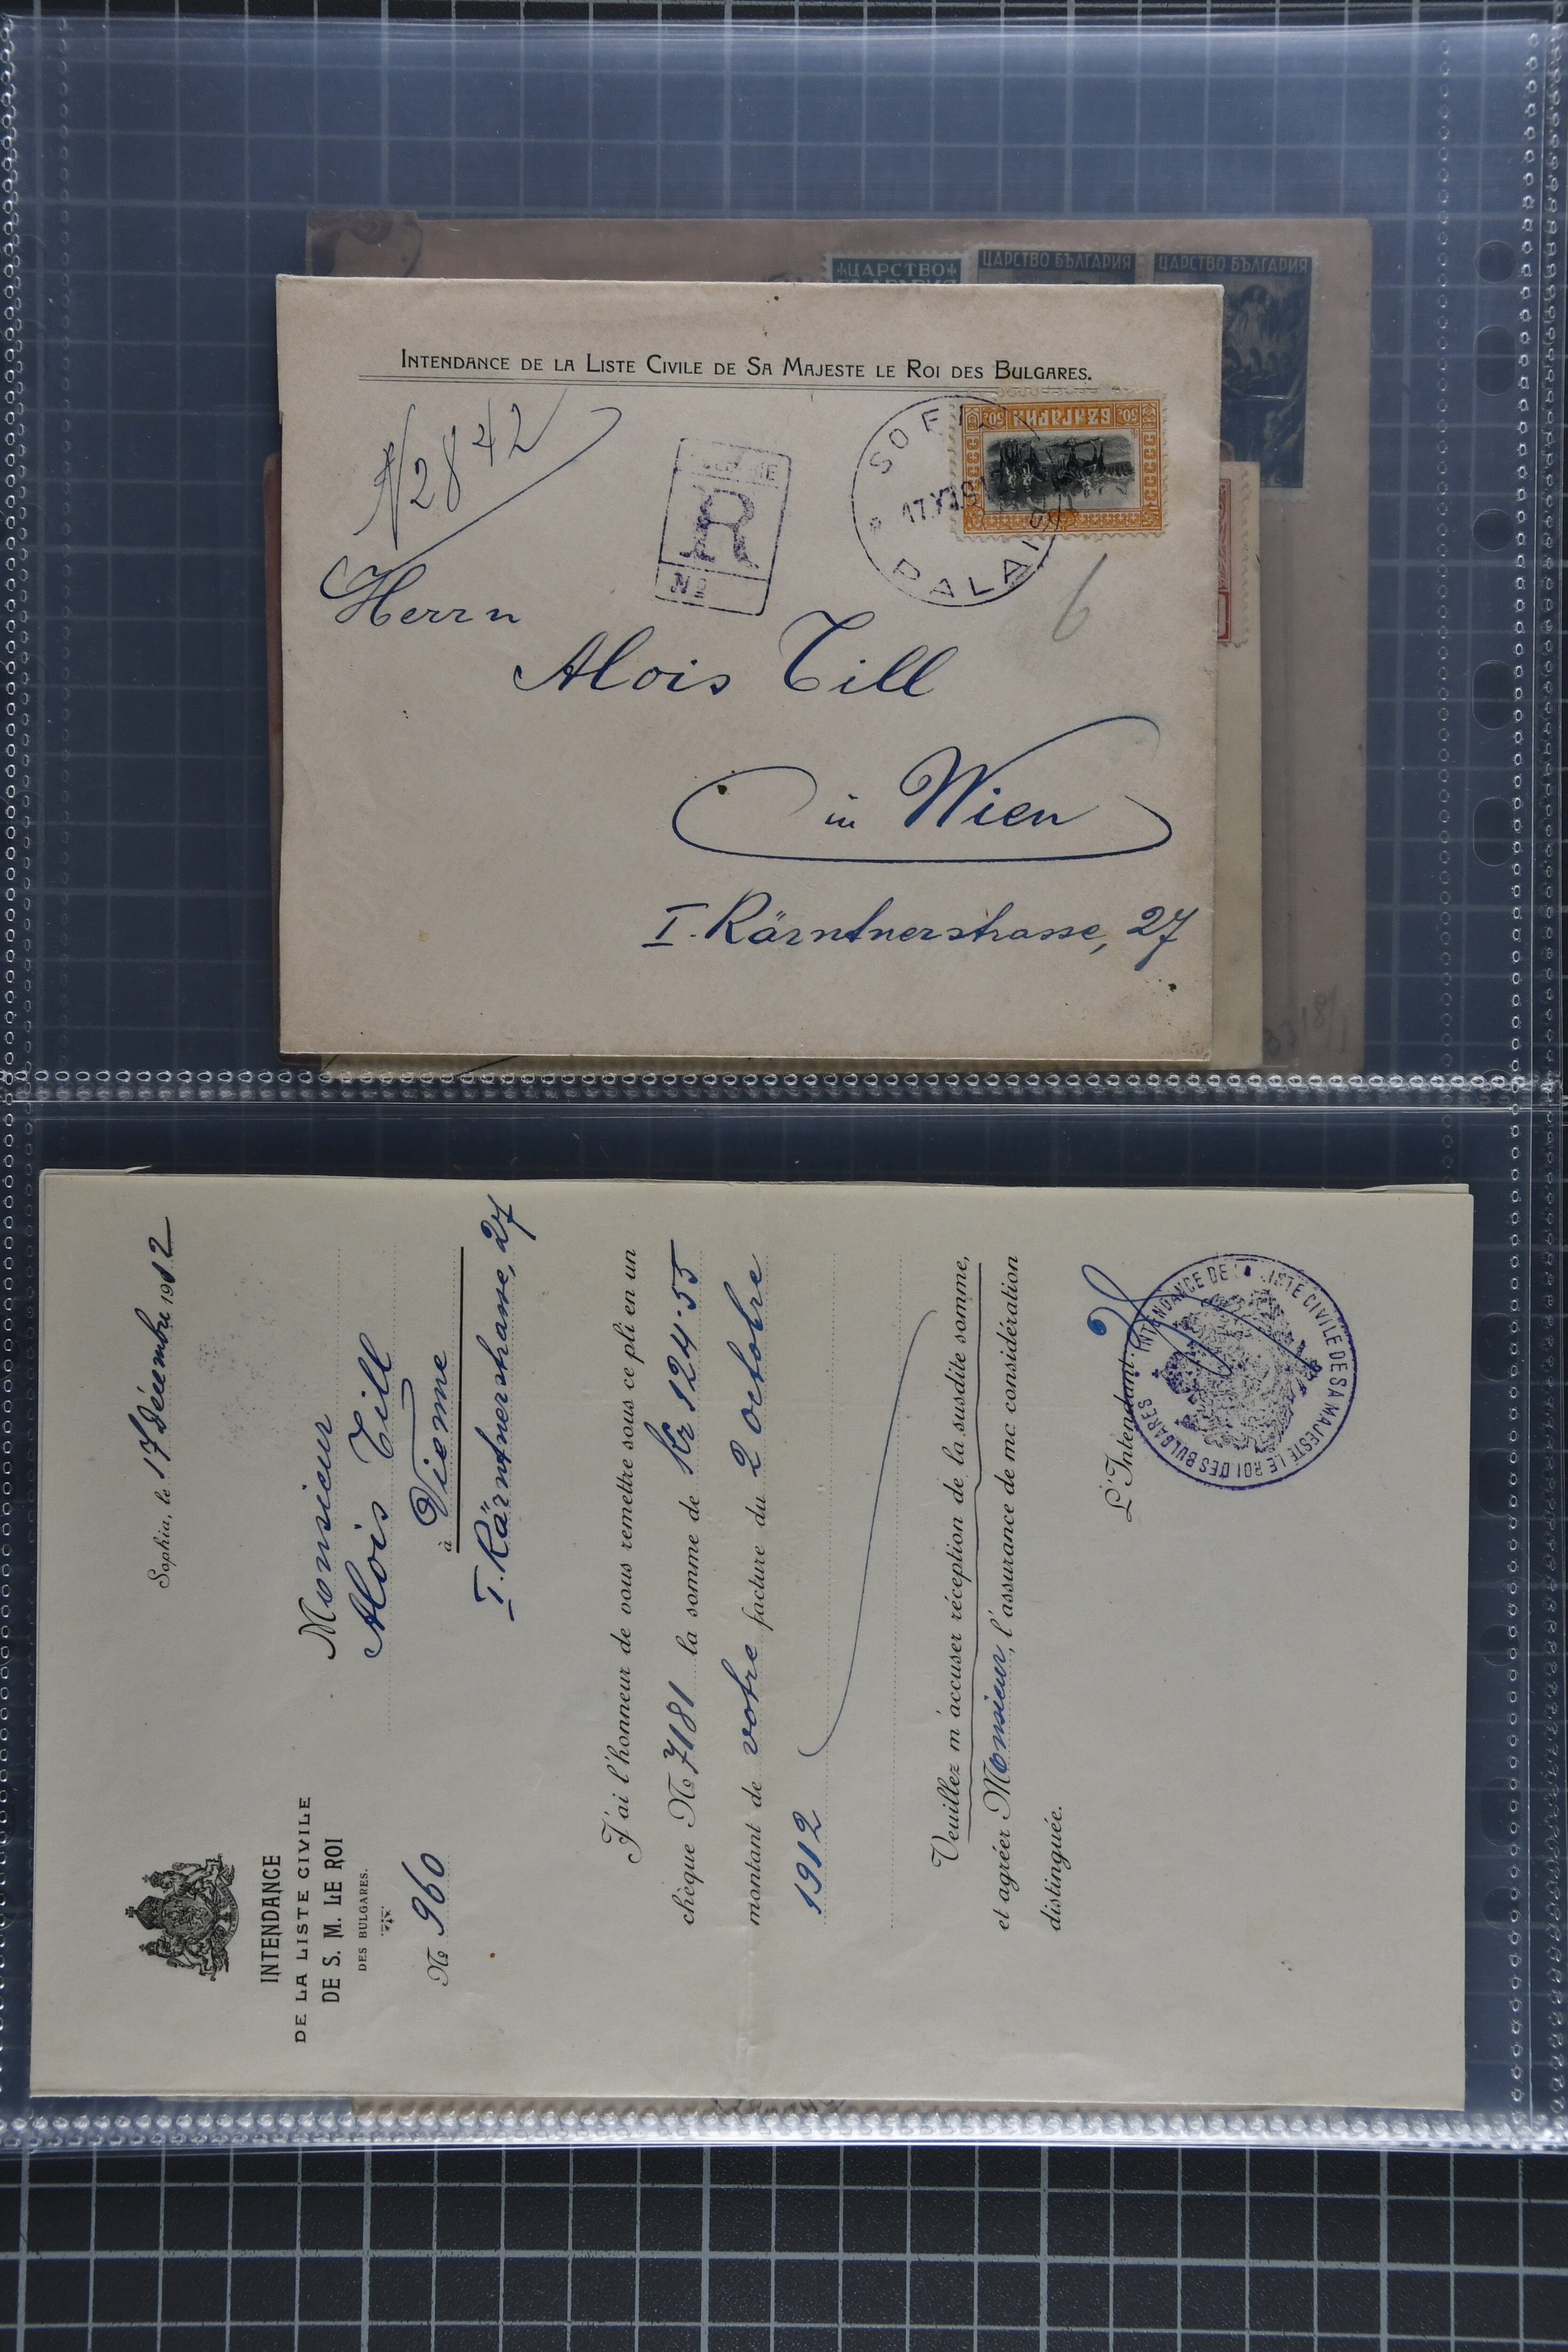 *ЦАРСТВО*
ЦАРСТВО БЪЛГАРИЯ
ЦАРСТВО БЪЛГАРИЯ
INTENDANCE DE LA LISTE CIVILE DE SA MAJESTE LE ROI DES BULGARES.
N 2842
R
No
SOFIA
17.XII.912
PALAIS
50 БЪЛГАРИЯ 50
6
Herrn
Alois Till
in Wien
I. Kärntnerstrasse, 27
Sophia, le 17 Décembre 1912
INTENDANCE
DE LA LISTE CIVILE
DE S. M. LE ROI
DES BULGARES.
No 960
Monsieur
Alois Till
à Vienne
I. Kärntnerstrasse, 27
J'ai l'honneur de vous remettre sous ce pli en un
chèque No 7181 la somme de Kr 124·55
montant de votre facture du 2 octobre
1912
Veuillez m'accuser réception de la susdite somme,
et agréer Monsieur, l'assurance de ma considération
distinguée.
L'Intendant:
INTENDANCE DE LA LISTE CIVILE DE SA MAJESTE LE ROI DES BULGARES